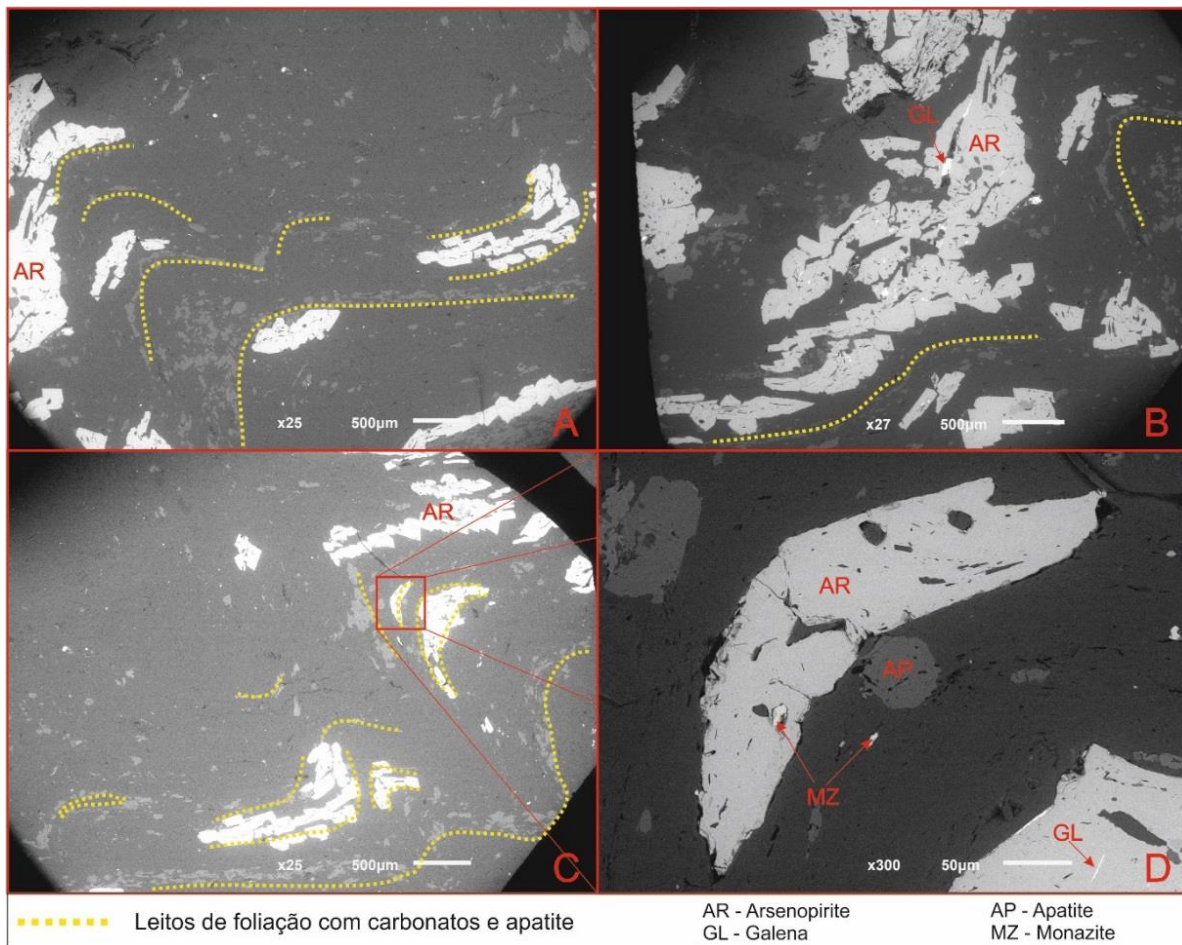 GL
AR
AR
x25 500µm A
x27 500µm B
AR
AR
AP
MZ
GL
x25 500µm C
x300 50µm D
Leitos de foliação com carbonatos e apatite
AR - Arsenopirite
GL - Galena
AP - Apatite
MZ - Monazite